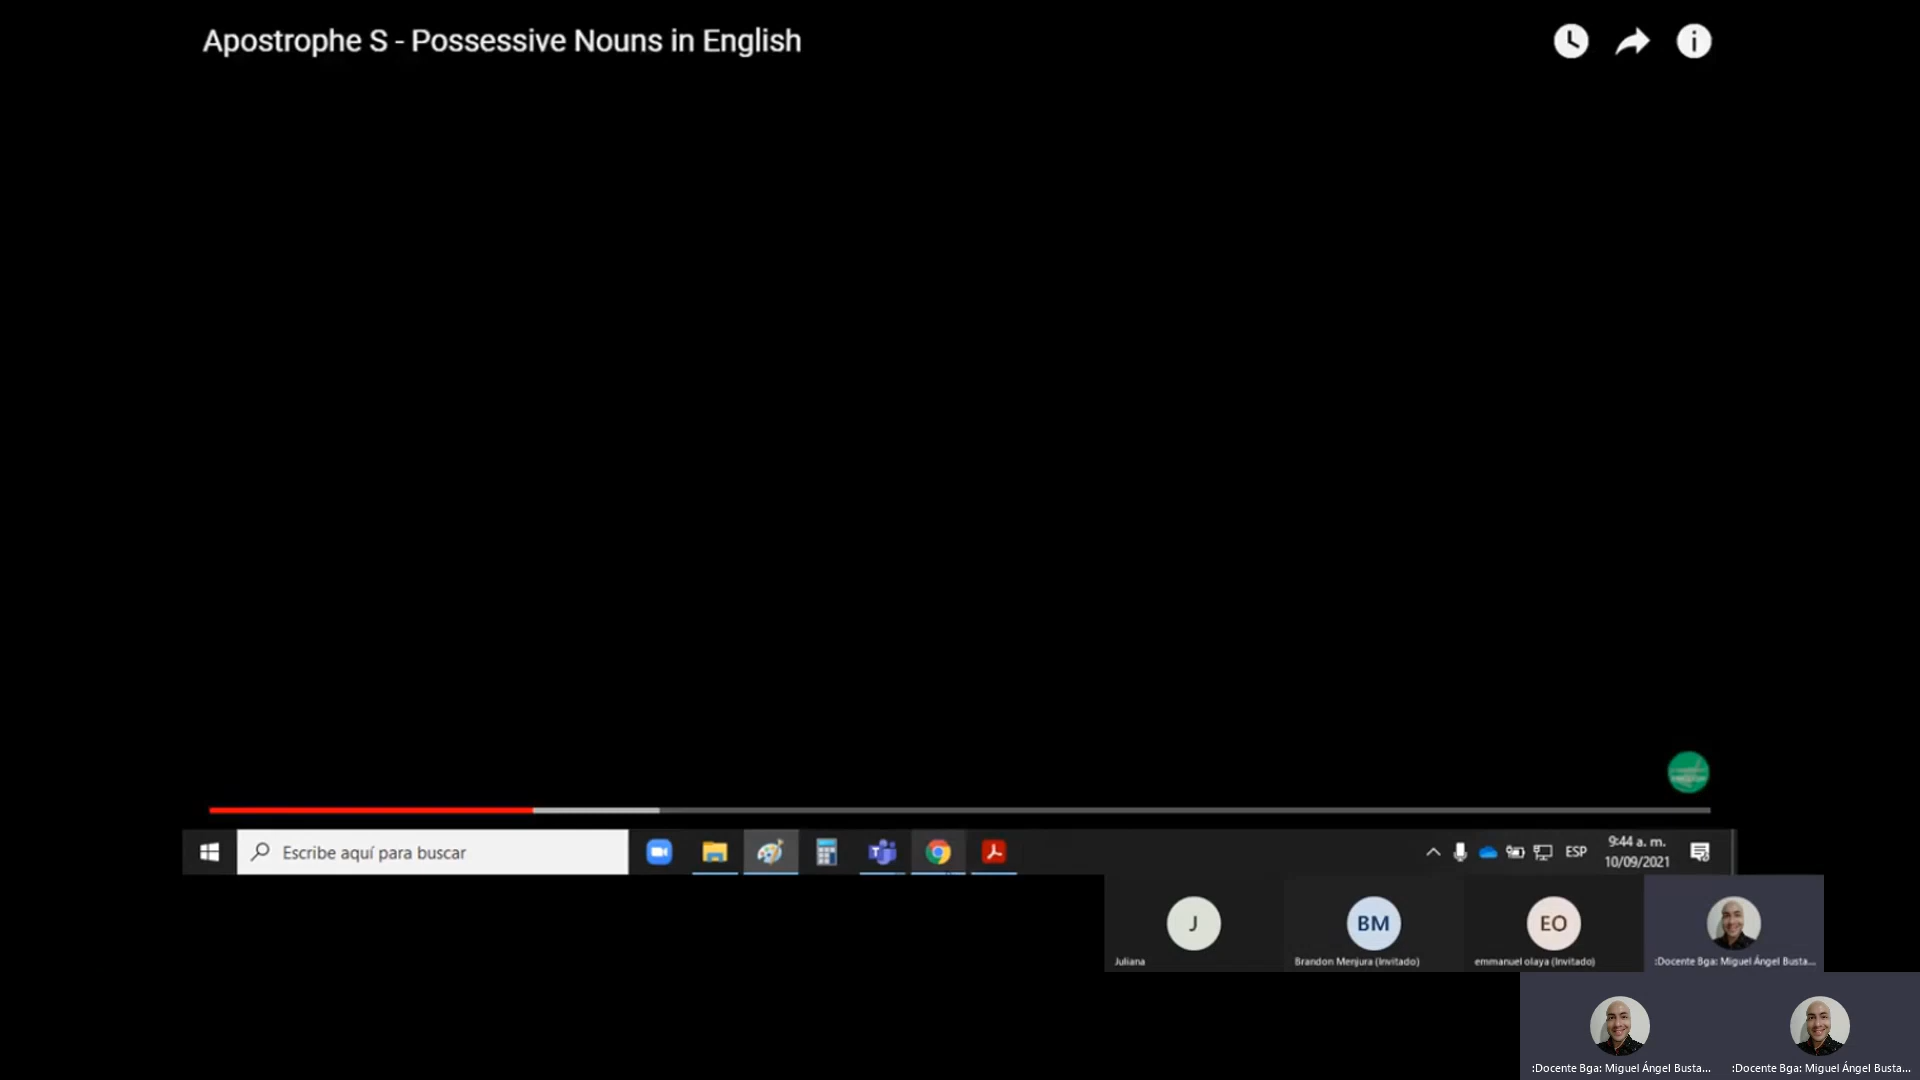 Apostrophe S - Possessive Nouns in English
Escribe aquí para buscar
ESP
9:44 a. m.
10/09/2021
J
BM
EO
Juliana
Brandon Menjura (Invitado)
emmanuel olaya (Invitado)
:Docente Bga: Miguel Ángel Busta...
:Docente Bga: Miguel Ángel Busta...
:Docente Bga: Miguel Ángel Busta...